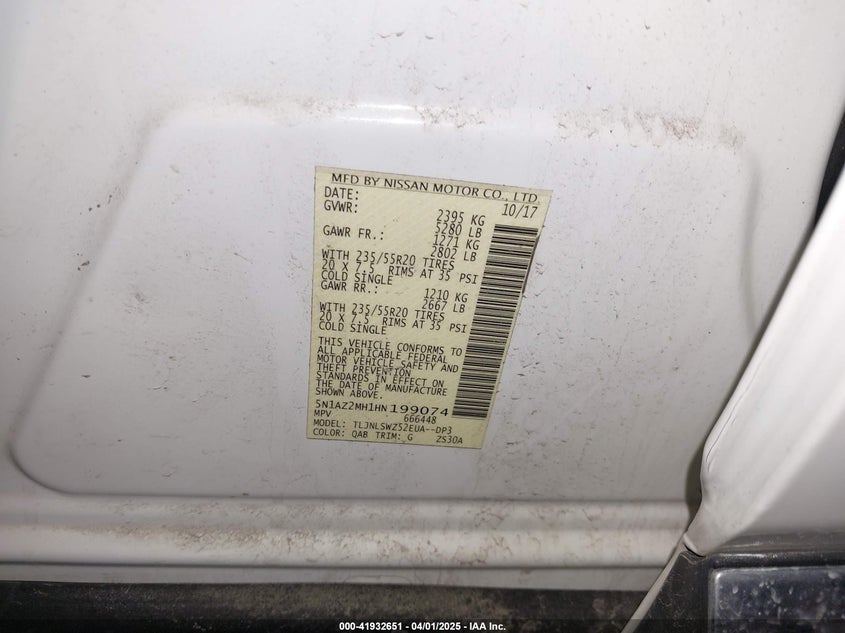 MFD BY NISSAN MOTOR CO., LTD.
DATE: 10/17
GVWR: 2395 KG
5280 LB
GAWR FR.: 1271 KG
2802 LB
WITH 235/55R20 TIRES
20 X 7.5 RIMS AT 35 PSI
COLD SINGLE
GAWR RR.: 1210 KG
2667 LB
WITH 235/55R20 TIRES
20 X 7.5 RIMS AT 35 PSI
COLD SINGLE
THIS VEHICLE CONFORMS TO
ALL APPLICABLE FEDERAL
MOTOR VEHICLE SAFETY AND
THEFT PREVENTION
STANDARDS IN EFFECT ON
THE DATE OF MANUFACTURE
SHOWN ABOVE.
5N1AZ2MH1HN199074
MPV 666448
MODEL: TLJNLSWZ52EUA--DP3
COLOR: QAB TRIM: G ZS30A
000-41932651 - 04/01/2025 - IAA Inc.